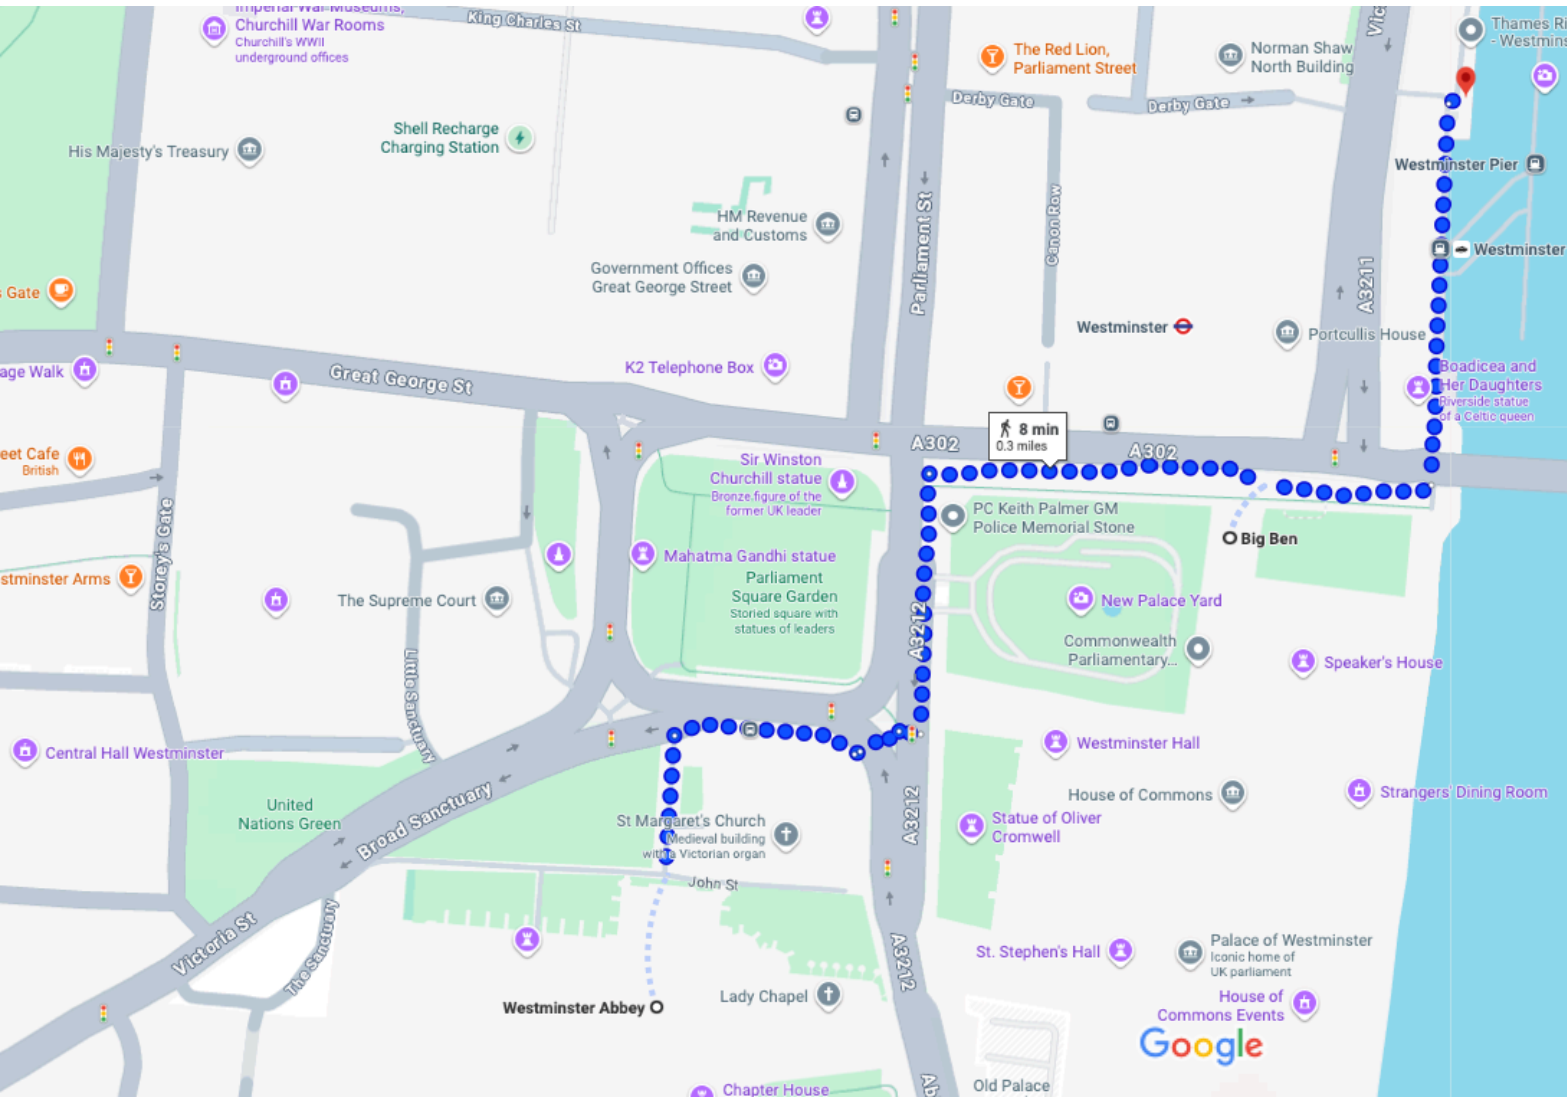 Imperial War Museums,
Churchill War Rooms
Churchill's WWII
underground offices
King Charles St
The Red Lion,
Parliament Street
Norman Shaw
North Building
Thames Ri
- Westmins
Vic
Derby Gate
Derby Gate
His Majesty's Treasury
Shell Recharge
Charging Station
Westminster Pier
HM Revenue
and Customs
Parliament St
Canon Row
Westminster
Government Offices
Great George Street
A3211
s Gate
Westminster
Portcullis House
age Walk
Great George St
K2 Telephone Box
Boadicea and
Her Daughters
Riverside statue
of a Celtic queen
8 min
0.3 miles
A302
A302
eet Cafe
British
Sir Winston
Churchill statue
Bronze figure of the
former UK leader
PC Keith Palmer GM
Police Memorial Stone
Big Ben
Storey's Gate
Mahatma Gandhi statue
stminster Arms
The Supreme Court
Parliament
Square Garden
Storied square with
statues of leaders
A3212
New Palace Yard
Commonwealth
Parliamentary...
Speaker's House
Little Sanctuary
Central Hall Westminster
Westminster Hall
United
Nations Green
Broad Sanctuary
A3212
House of Commons
Strangers' Dining Room
St Margaret's Church
Medieval building
with a Victorian organ
Statue of Oliver
Cromwell
John St
Victoria St
The Sanctuary
A3212
St. Stephen's Hall
Palace of Westminster
Iconic home of
UK parliament
Westminster Abbey
Lady Chapel
House of
Commons Events
Google
Chapter House
Ab
Old Palace